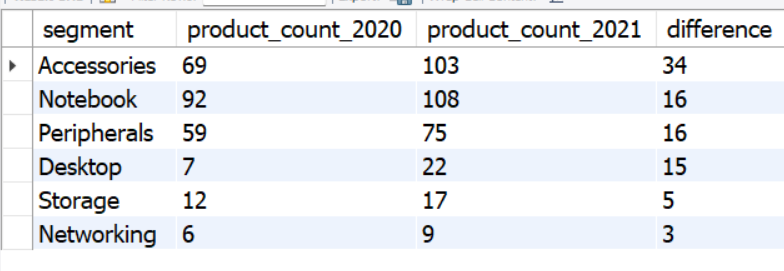 segment product_count_2020 product_count_2021 difference
Accessories 69 103 34
Notebook 92 108 16
Peripherals 59 75 16
Desktop 7 22 15
Storage 12 17 5
Networking 6 9 3